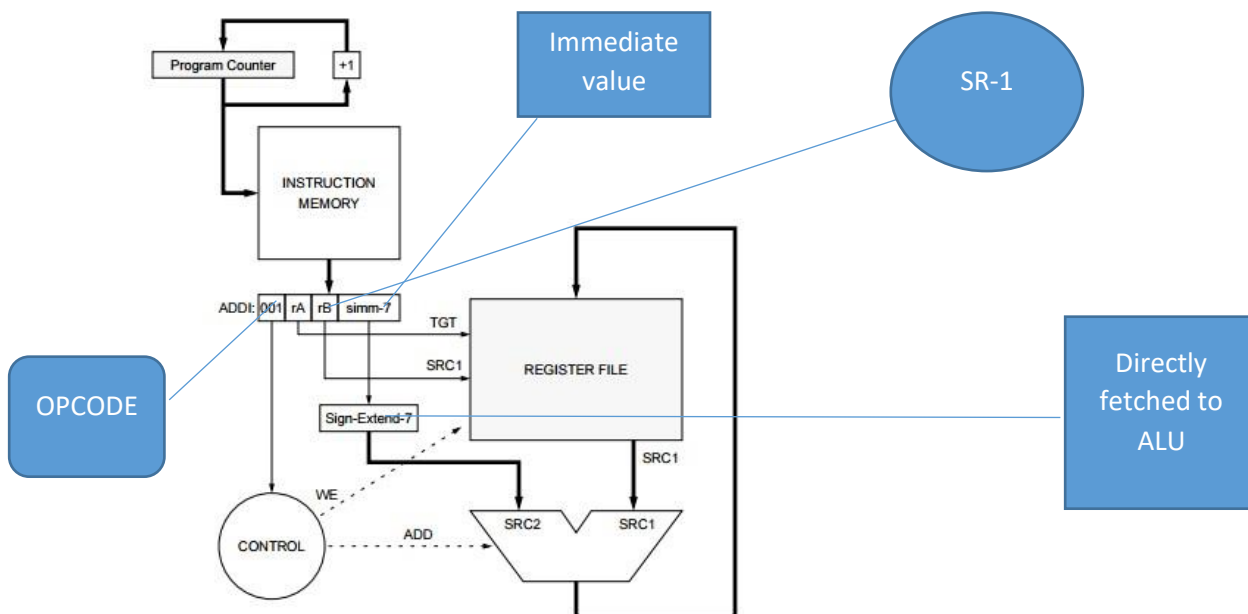 Program Counter
+1
Immediate
value
SR-1
INSTRUCTION
MEMORY
ADDI: 001 rA rB simm-7
TGT
SRC1
REGISTER FILE
OPCODE
Directly
fetched to
ALU
Sign-Extend-7
SRC1
WE
SRC2
SRC1
CONTROL
ADD